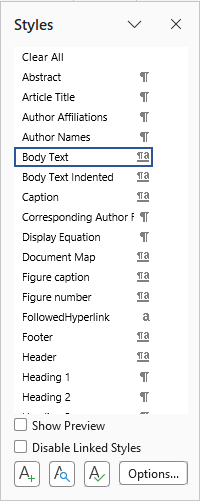 Styles
Clear All
Abstract ¶
Article Title ¶
Author Affiliations ¶
Author Names ¶
Body Text ¶a
Body Text Indented ¶a
Caption ¶a
Corresponding Author F ¶
Display Equation ¶
Document Map ¶a
Figure caption ¶a
Figure number ¶a
FollowedHyperlink a
Footer ¶a
Header ¶a
Heading 1 ¶
Heading 2 ¶
Show Preview
Disable Linked Styles
Options...